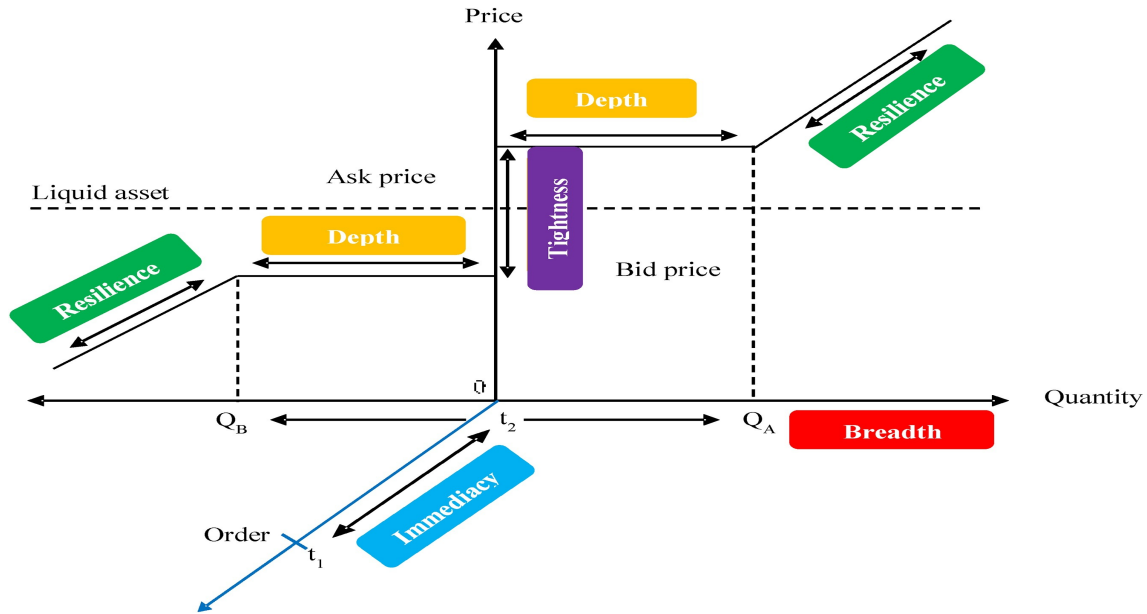 Price
Depth
Resilience
Ask price
Liquid asset
Tightness
Depth
Bid price
Resilience
0
Quantity
Q_B
t_2
Q_A
Breadth
Immediacy
Order
t_1